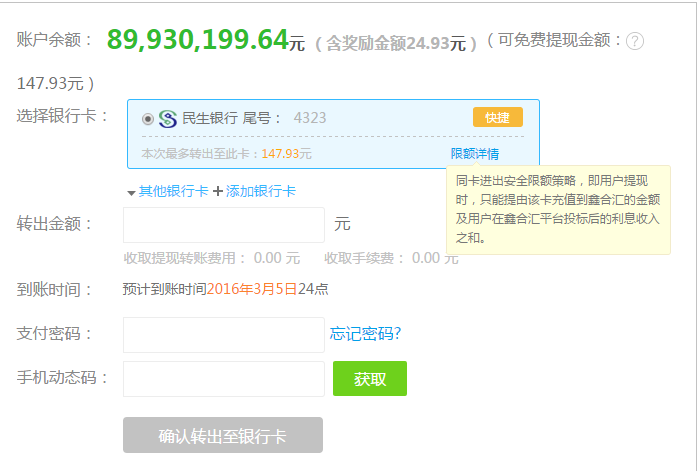 账户余额： 89,930,199.64元 （含奖励金额24.93元）（可免费提现金额：?
147.93元）
选择银行卡： 民生银行 尾号： 4323 快捷
本次最多转出至此卡：147.93元 限额详情
同卡进出安全限额策略，即用户提现
时，只能提由该卡充值到鑫合汇的金额
及用户在鑫合汇平台投标后的利息收入
之和。
其他银行卡 添加银行卡
转出金额： 元
收取提现转账费用： 0.00 元 收取手续费： 0.00 元
到账时间： 预计到账时间2016年3月5日24点
支付密码： 忘记密码?
手机动态码： 获取
确认转出至银行卡